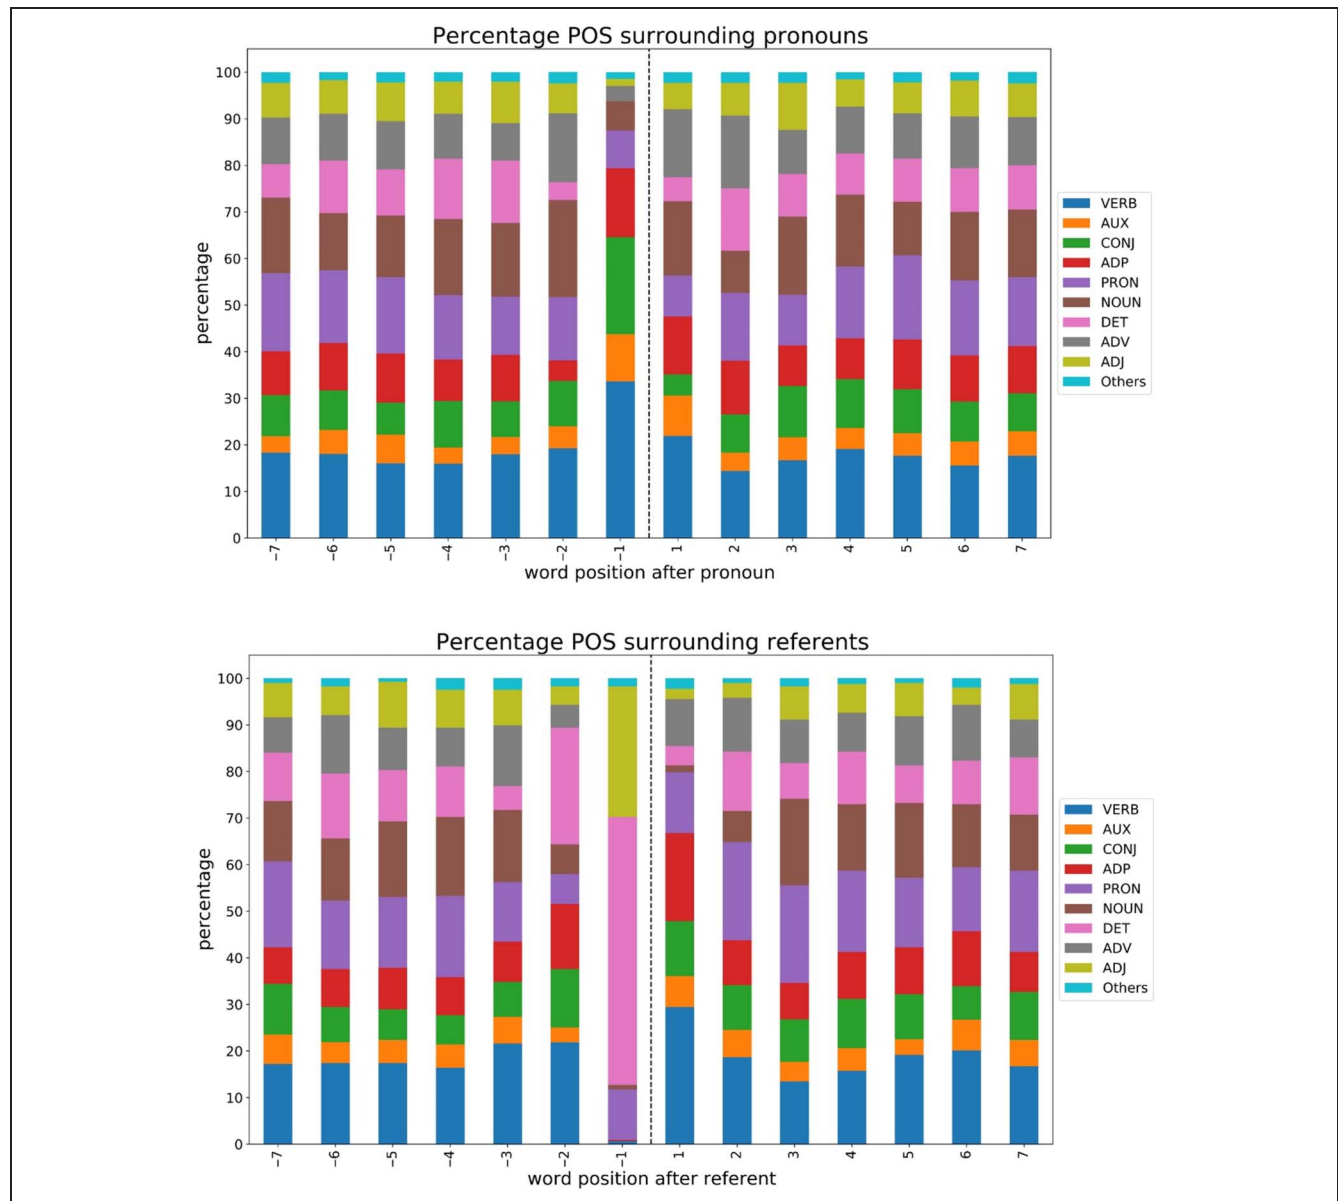 Percentage POS surrounding pronouns
100
90
80
70
60
50
40
30
20
10
0
percentage
−7 −6 −5 −4 −3 −2 −1 1 2 3 4 5 6 7
word position after pronoun
VERB
AUX
CONJ
ADP
PRON
NOUN
DET
ADV
ADJ
Others
Percentage POS surrounding referents
100
90
80
70
60
50
40
30
20
10
0
percentage
−7 −6 −5 −4 −3 −2 −1 1 2 3 4 5 6 7
word position after referent
VERB
AUX
CONJ
ADP
PRON
NOUN
DET
ADV
ADJ
Others